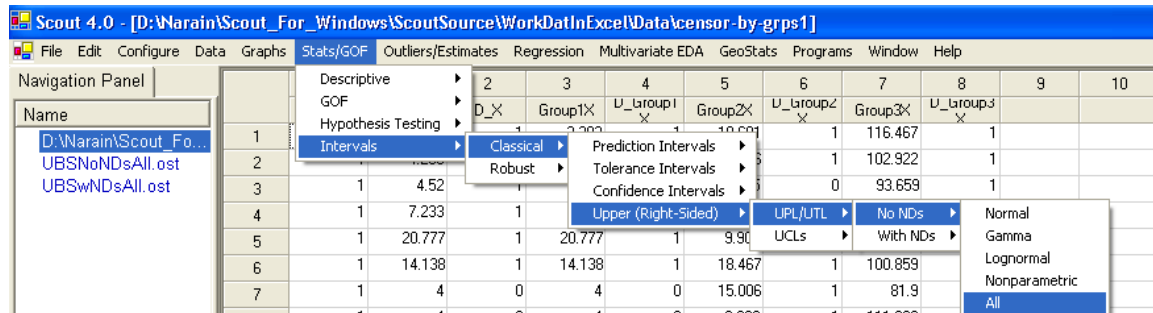 Scout 4.0 - [D:\Narain\Scout_For_Windows\ScoutSource\WorkDatInExcel\Data\censor-by-grps1]
File Edit Configure Data Graphs Stats/GOF Outliers/Estimates Regression Multivariate EDA GeoStats Programs Window Help
Navigation Panel
Name
D:\Narain\Scout_Fo...
UBSNoNDsAll.ost
UBSwNDsAll.ost
Descriptive
GOF
Hypothesis Testing
Intervals
Classical
Robust
Prediction Intervals
Tolerance Intervals
Confidence Intervals
Upper (Right-Sided)
UPL/UTL
UCLs
No NDs
With NDs
Normal
Gamma
Lognormal
Nonparametric
All
2 3 4 5 6 7 8 9 10
D_X Group1X D_Group1X Group2X D_Group2X Group3X D_Group3X
1 1 116.467 1
2 1 102.922 1
3 1 4.52 0 93.659 1
4 1 7.233 1
5 1 20.777 1 20.777 1
6 1 14.138 1 14.138 1 18.467 1 100.859
7 1 4 0 4 0 15.006 1 81.9